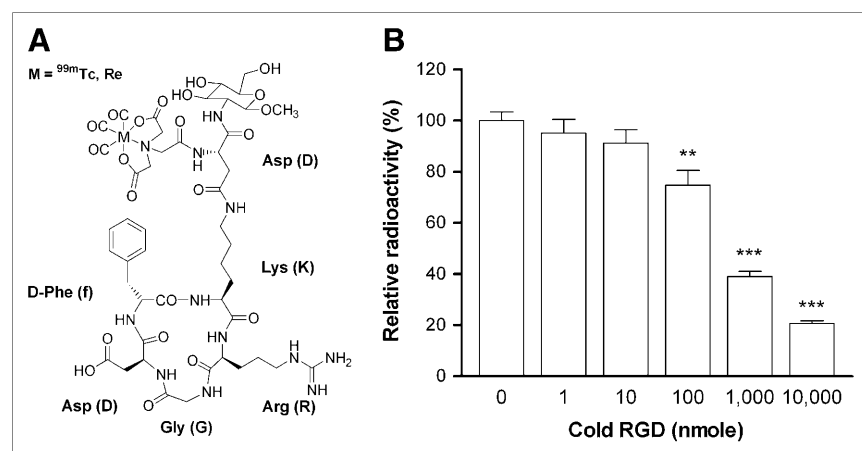 A
M = ⁹⁹ᵐTc, Re
HO
OH
HO
O
OCH₃
HN
O
O
OC
OC
OC
O
M
N
O
O
O
N
H
O
Asp (D)
O
NH
Lys (K)
D-Phe (f)
CO
NH
O
HN
NH
O
O
HO
O
NH
O
NH
O
H
N
NH₂
NH
Asp (D)
Gly (G)
Arg (R)
B
Relative radioactivity (%)
120
100
80
60
40
20
0
**
***
***
0 1 10 100 1,000 10,000
Cold RGD (nmole)